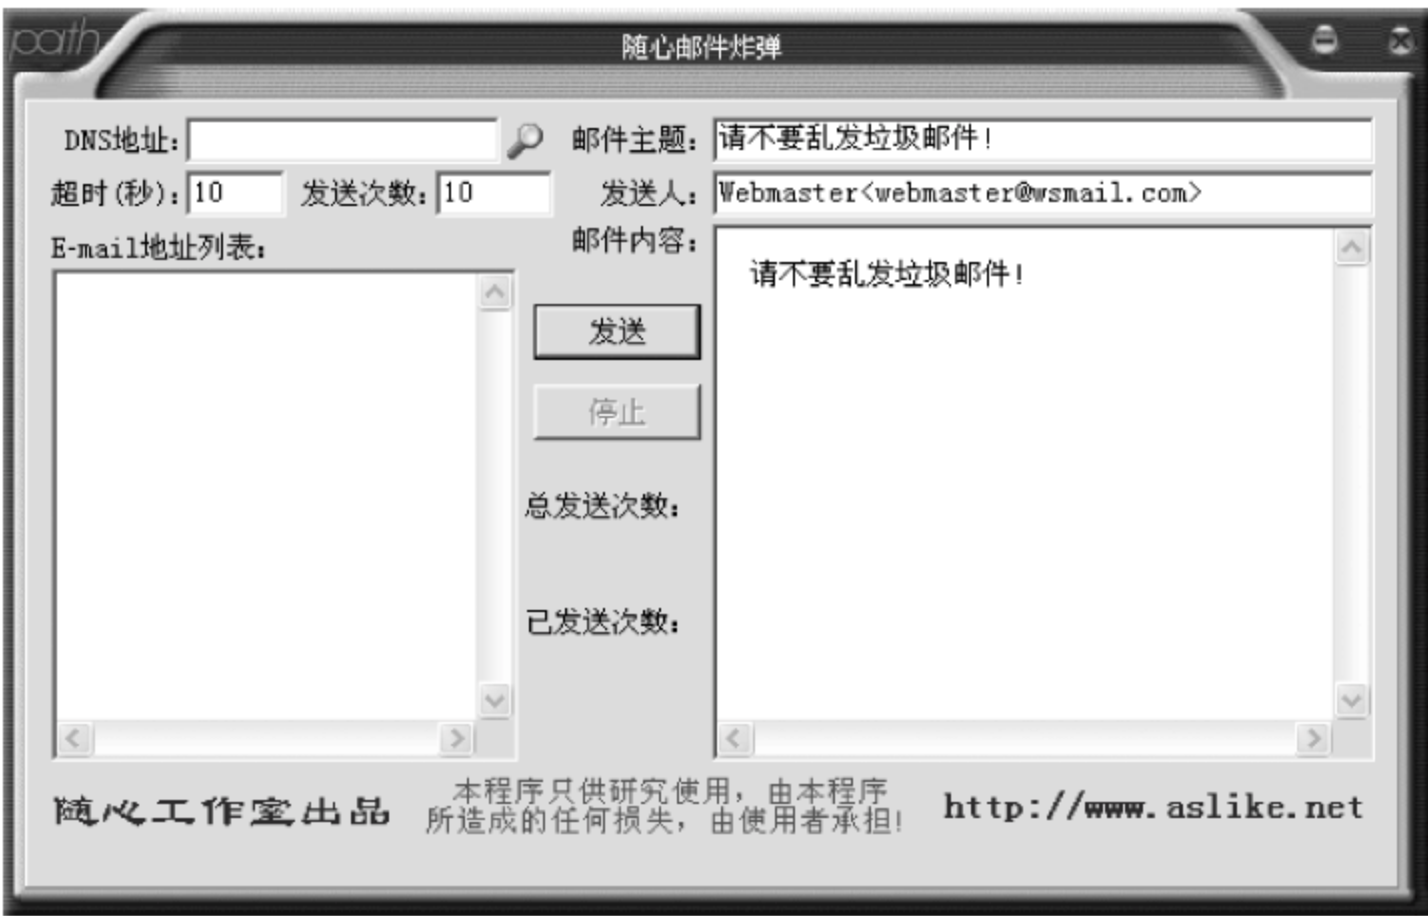 path
随心邮件炸弹
DNS地址：
邮件主题： 请不要乱发垃圾邮件！
超时(秒)： 10 发送次数： 10
发送人： Webmaster<webmaster@wsmail.com>
E-mail地址列表：
邮件内容：
请不要乱发垃圾邮件！
发送
停止
总发送次数：
已发送次数：
随心工作室出品
本程序只供研究使用，由本程序
所造成的任何损失，由使用者承担！
http://www.aslike.net